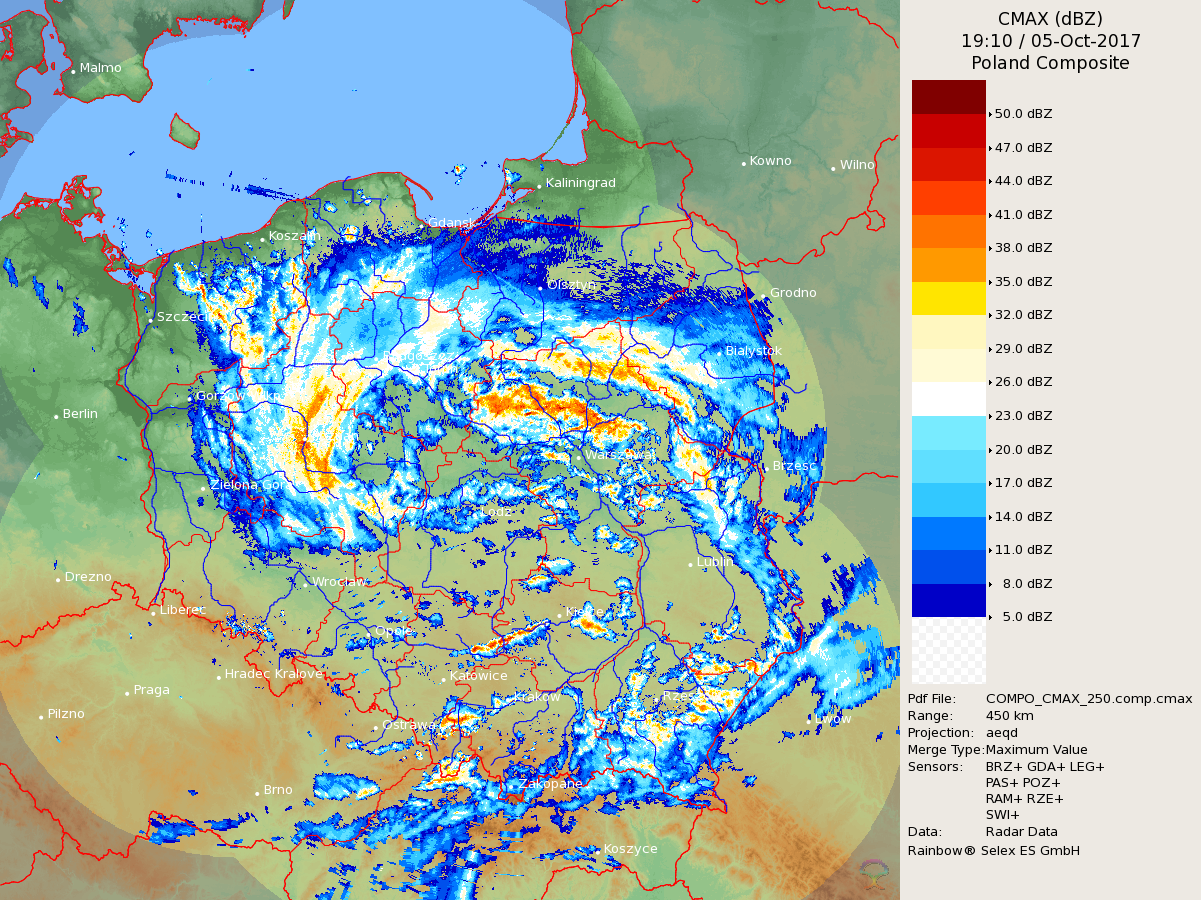 CMAX (dBZ)
19:10 / 05-Oct-2017
Poland Composite
50.0 dBZ
47.0 dBZ
44.0 dBZ
41.0 dBZ
38.0 dBZ
35.0 dBZ
32.0 dBZ
29.0 dBZ
26.0 dBZ
23.0 dBZ
20.0 dBZ
17.0 dBZ
14.0 dBZ
11.0 dBZ
8.0 dBZ
5.0 dBZ
Pdf File: COMPO_CMAX_250.comp.cmax
Range: 450 km
Projection: aeqd
Merge Type: Maximum Value
Sensors: BRZ+ GDA+ LEG+
PAS+ POZ+
RAM+ RZE+
SWI+
Data: Radar Data
Rainbow® Selex ES GmbH
Malmo
Kowno
Wilno
Kaliningrad
Gdansk
Koszalin
Olsztyn
Grodno
Szczecin
Bialystok
Berlin
Warszawa
Brzesc
Zielona Gora
Lodz
Lublin
Drezno
Wroclaw
Liberec
Kielce
Opole
Hradec Kralove
Katowice
Praga
Krakow
Rzeszow
Pilzno
Ostrawa
Lwow
Brno
Zakopane
Koszyce